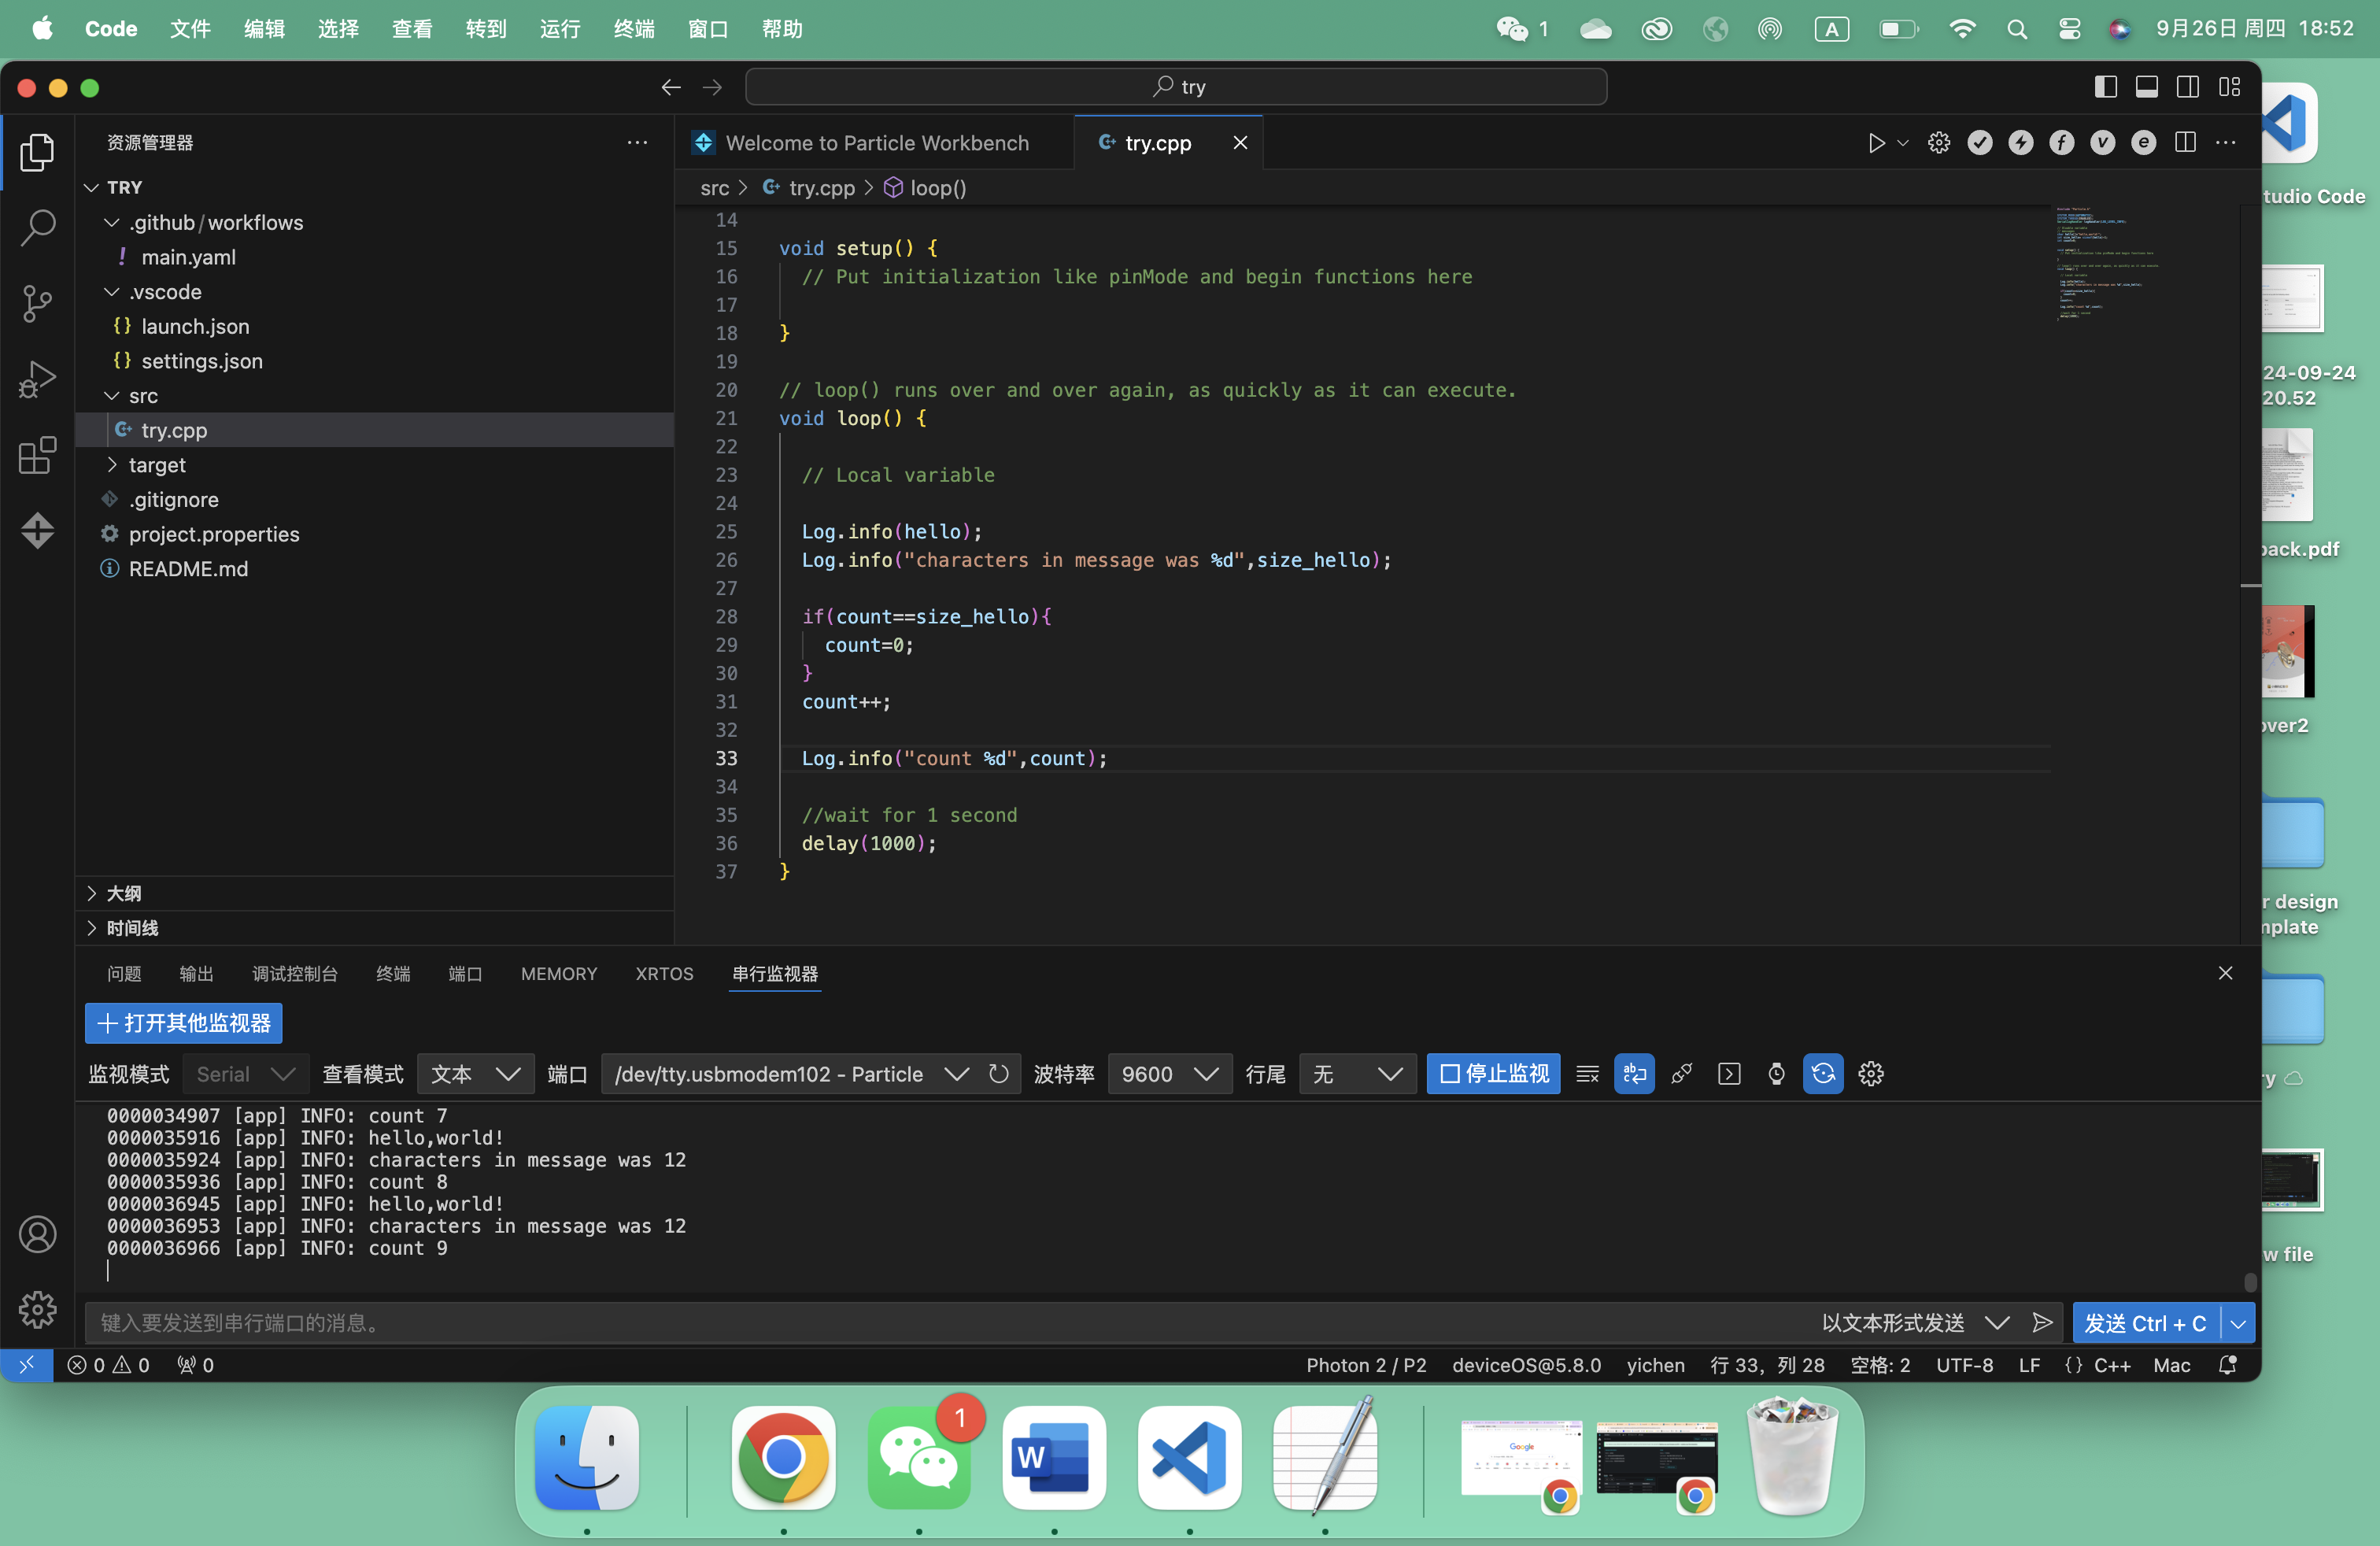 Code 文件 编辑 选择 查看 转到 运行 终端 窗口 帮助 1 A 9月26日 周四 18:52
try
资源管理器
Welcome to Particle Workbench
try.cpp
src > try.cpp > loop()
TRY
.github/workflows
main.yaml
.vscode
launch.json
settings.json
src
try.cpp
target
.gitignore
project.properties
README.md
大纲
时间线
14
15 void setup() {
16 // Put initialization like pinMode and begin functions here
17
18 }
19
20 // loop() runs over and over again, as quickly as it can execute.
21 void loop() {
22
23 // Local variable
24
25 Log.info(hello);
26 Log.info("characters in message was %d",size_hello);
27
28 if(count==size_hello){
29 count=0;
30 }
31 count++;
32
33 Log.info("count %d",count);
34
35 //wait for 1 second
36 delay(1000);
37 }
问题 输出 调试控制台 终端 端口 MEMORY XRTOS 串行监视器
打开其他监视器
监视模式 Serial 查看模式 文本 端口 /dev/tty.usbmodem102 - Particle 波特率 9600 行尾 无 停止监视
0000034907 [app] INFO: count 7
0000035916 [app] INFO: hello,world!
0000035924 [app] INFO: characters in message was 12
0000035936 [app] INFO: count 8
0000036945 [app] INFO: hello,world!
0000036953 [app] INFO: characters in message was 12
0000036966 [app] INFO: count 9
键入要发送到串行端口的消息。 以文本形式发送 发送 Ctrl + C
0 0 0 Photon 2 / P2 deviceOS@5.8.0 yichen 行 33，列 28 空格: 2 UTF-8 LF {} C++ Mac
tudio Code
24-09-24
20.52
back.pdf
over2
r design
mplate
ry
w file
1
W
Google